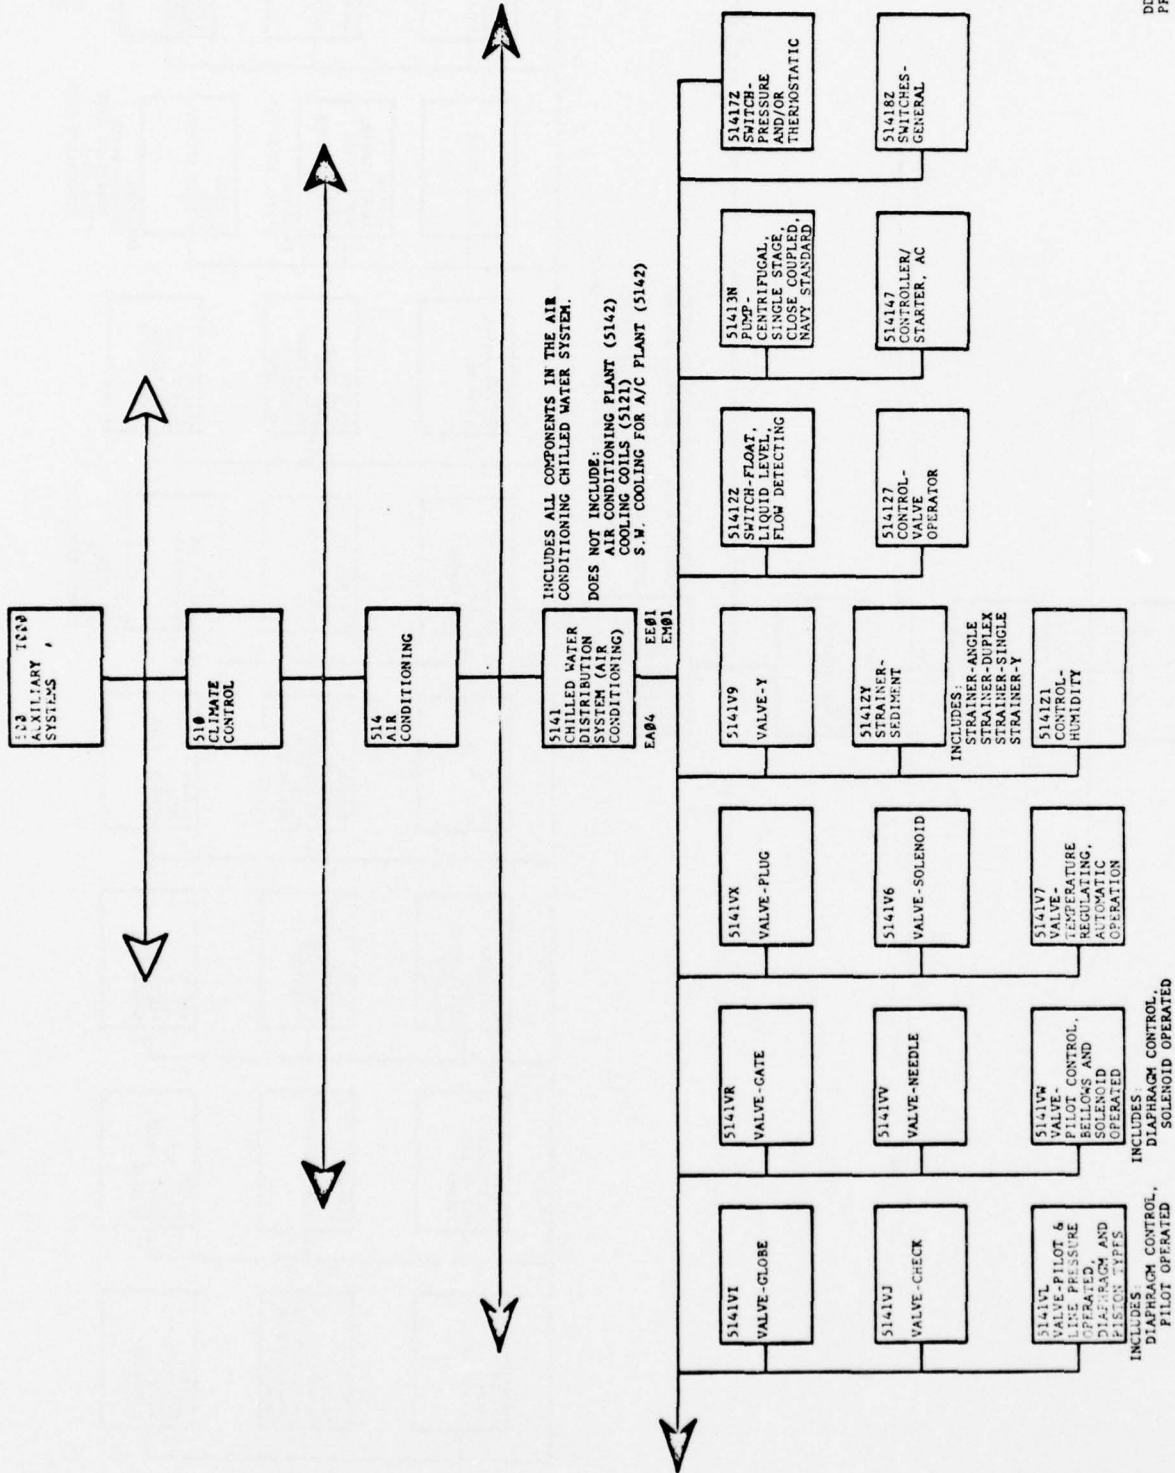 AUXILIARY
SYSTEMS
510
CLIMATE
CONTROL
514
AIR
CONDITIONING
5141
CHILLED WATER
DISTRIBUTION
SYSTEM (AIR
CONDITIONING)
INCLUDES ALL COMPONENTS IN THE AIR
CONDITIONING CHILLED WATER SYSTEM.
DOES NOT INCLUDE:
AIR CONDITIONING PLANT (5142)
COOLING COILS (5121)
S.W. COOLING FOR A/C PLANT (5142)
EA04
EE01
EM01
5141VI
VALVE-GLOBE
5141VR
VALVE-GATE
5141VX
VALVE-PLUG
5141V9
VALVE-Y
51412Z
SWITCH-FLOAT,
LIQUID LEVEL,
FLOW DETECTING
51413N
PUMP-
CENTRIFUGAL,
SINGLE STAGE,
CLOSE COUPLED,
NAVY STANDARD
51417Z
SWITCH-
PRESSURE
AND/OR
THERMOSTATIC
5141VJ
VALVE-CHECK
5141VV
VALVE-NEEDLE
5141V6
VALVE-SOLENOID
5141ZY
STRAINER-
SEDIMENT
INCLUDES:
STRAINER-ANGLE
STRAINER-DUPLEX
STRAINER-SINGLE
STRAINER-Y
514127
CONTROL-
VALVE
OPERATOR
514147
CONTROLLER/
STARTER, AC
51418Z
SWITCHES-
GENERAL
5141VL
VALVE-PILOT &
LINE PRESSURE
OPERATED,
DIAPHRAGM AND
PISTON TYPES
INCLUDES:
DIAPHRAGM CONTROL,
PILOT OPERATED
5141VW
VALVE-
PILOT CONTROL,
BELLOWS AND
SOLENOID
OPERATED
INCLUDES:
DIAPHRAGM CONTROL,
SOLENOID OPERATED
5141V7
VALVE-
TEMPERATURE
REGULATING,
AUTOMATIC
OPERATION
5141Z1
CONTROL-
HUMIDITY